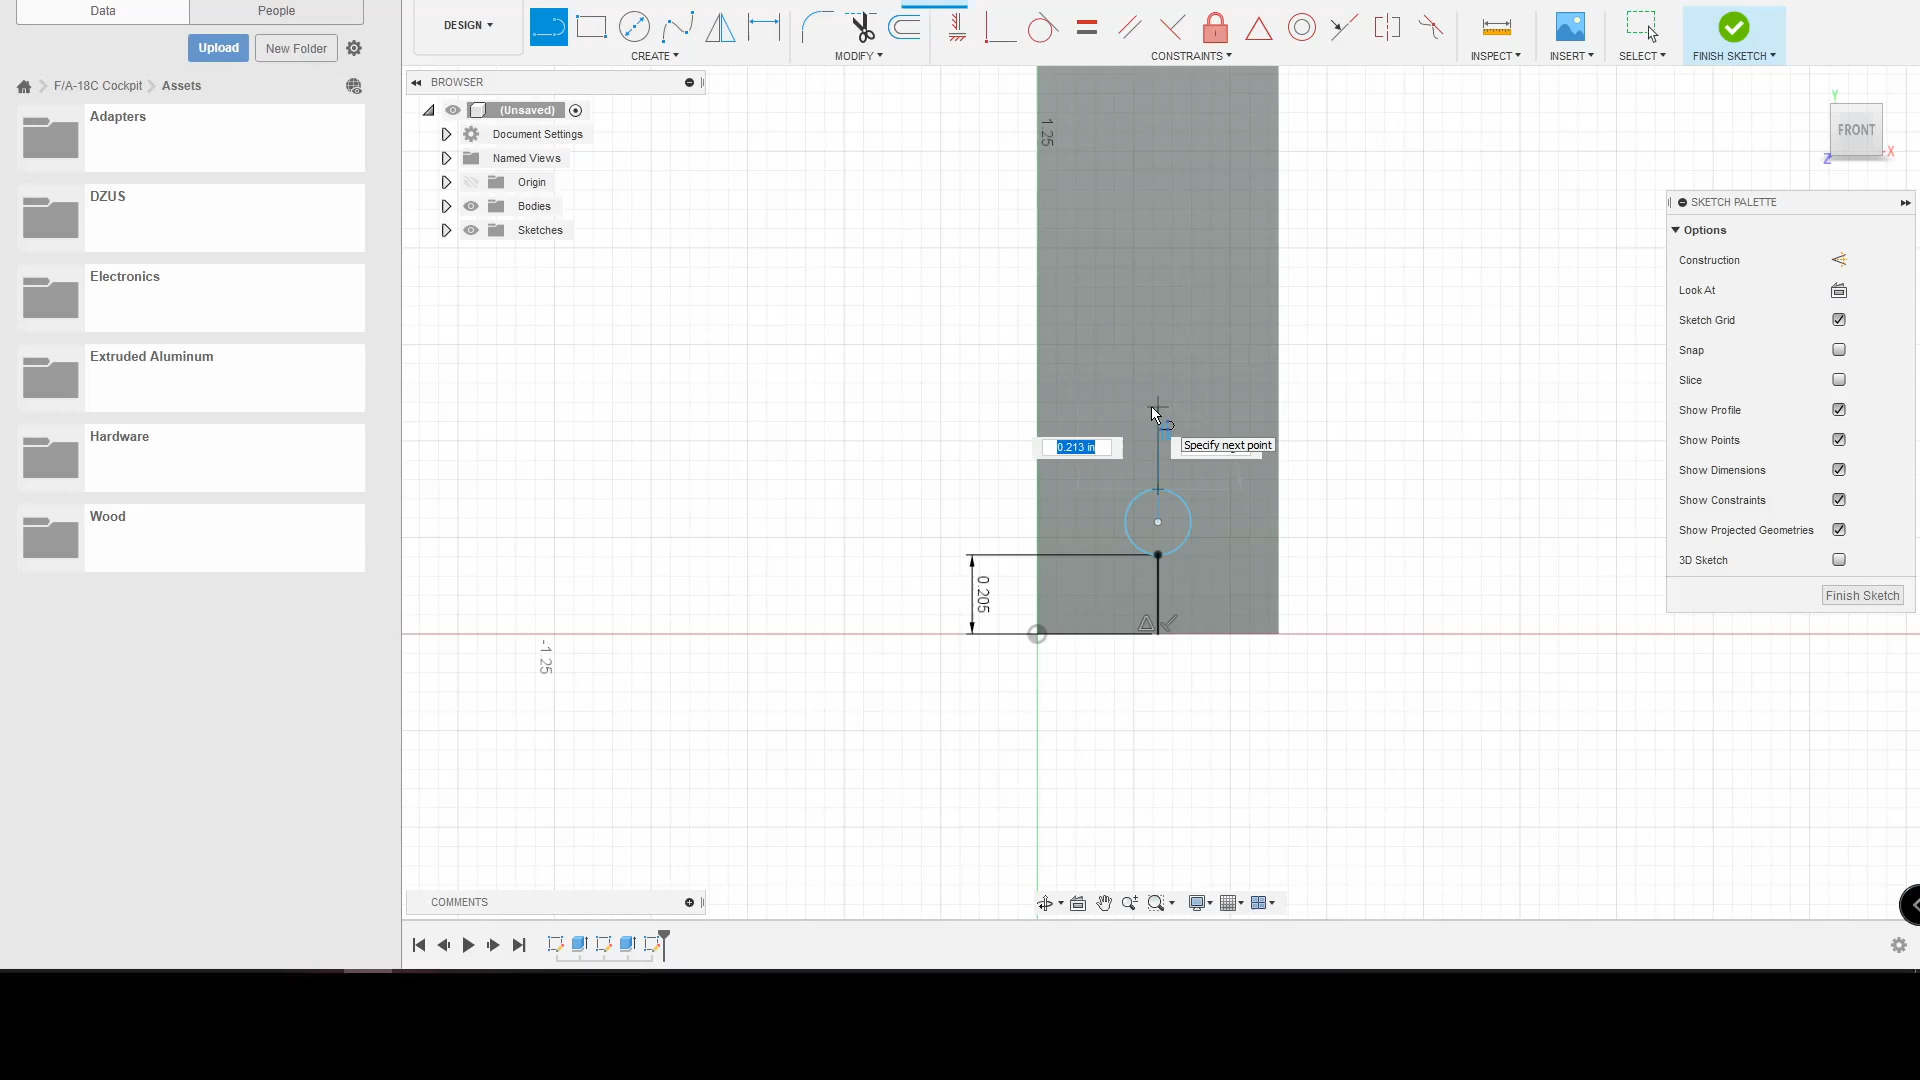 Data
People
DESIGN
CREATE
MODIFY
CONSTRAINTS
INSPECT
INSERT
SELECT
FINISH SKETCH
Upload
New Folder
F/A-18C Cockpit
Assets
Adapters
DZUS
Electronics
Extruded Aluminum
Hardware
Wood
BROWSER
(Unsaved)
Document Settings
Named Views
Origin
Bodies
Sketches
1.25
0.213 in
Specify next point
0.205
-1.25
Y
FRONT
Z
X
SKETCH PALETTE
Options
Construction
Look At
Sketch Grid
Snap
Slice
Show Profile
Show Points
Show Dimensions
Show Constraints
Show Projected Geometries
3D Sketch
Finish Sketch
COMMENTS